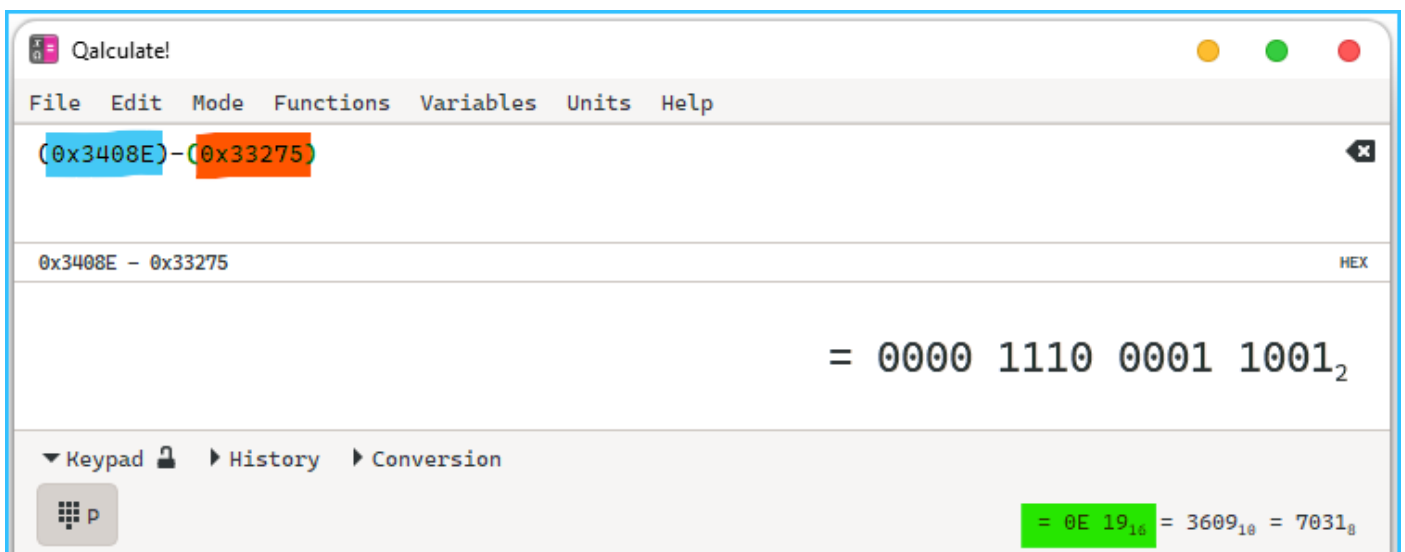 Qalculate!
File Edit Mode Functions Variables Units Help
(0x3408E)-(0x33275)
0x3408E - 0x33275 HEX
= 0000 1110 0001 1001₂
Keypad History Conversion
p = 0E 19₁₆ = 3609₁₀ = 7031₈